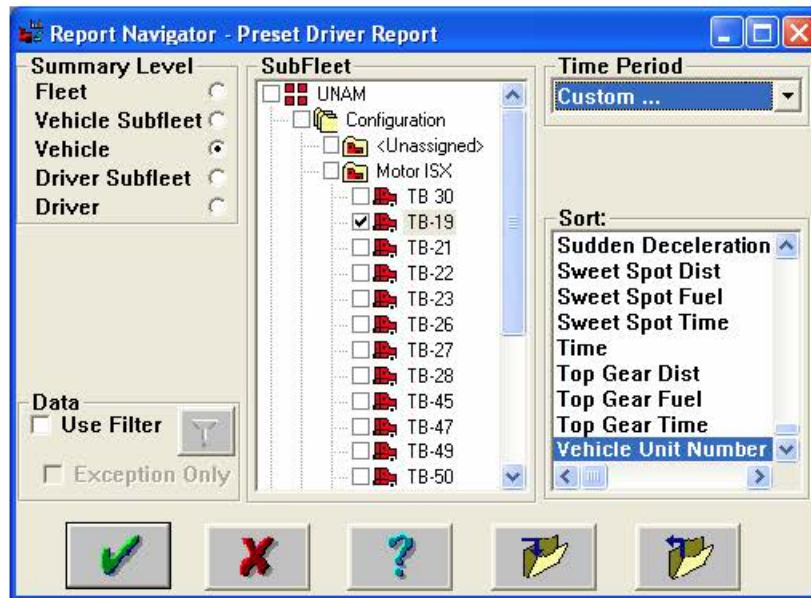 Report Navigator - Preset Driver Report
Summary Level
Fleet
Vehicle Subfleet
Vehicle
Driver Subfleet
Driver
Data
Use Filter
Exception Only
SubFleet
UNAM
Configuration
<Unassigned>
Motor ISX
TB 30
TB-19
TB-21
TB-22
TB-23
TB-26
TB-27
TB-28
TB-45
TB-47
TB-49
TB-50
Time Period
Custom ...
Sort:
Sudden Deceleration
Sweet Spot Dist
Sweet Spot Fuel
Sweet Spot Time
Time
Top Gear Dist
Top Gear Fuel
Top Gear Time
Vehicle Unit Number